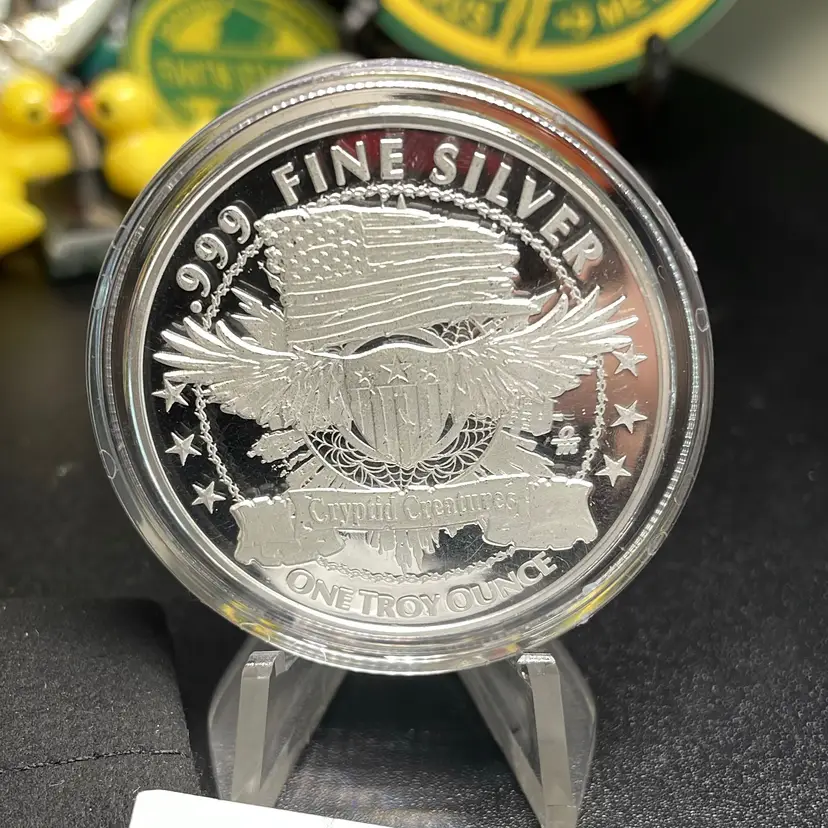 .999 FINE SILVER
Cryptid Creatures
ONE TROY OUNCE